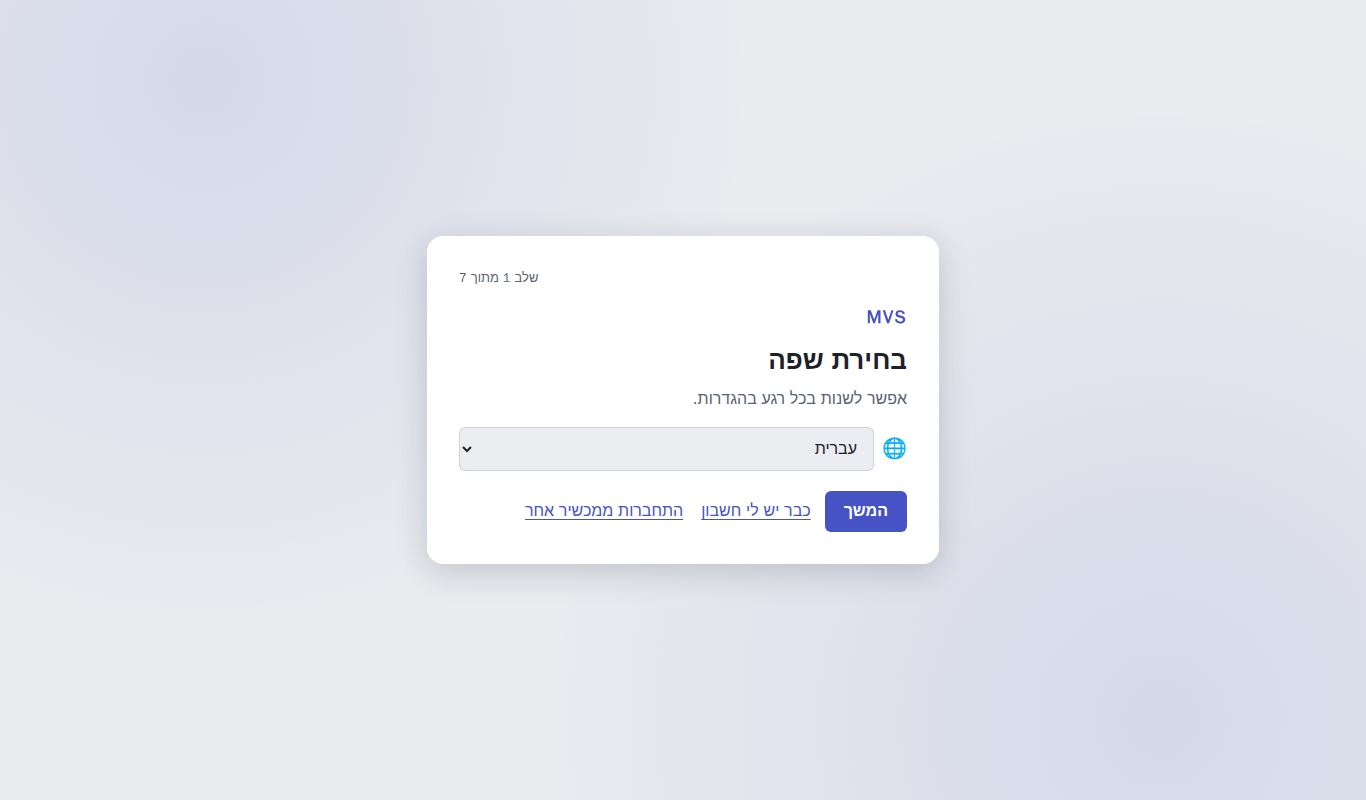 שלב 1 מתוך 7
MVS
בחירת שפה
אפשר לשנות בכל רגע בהגדרות.
עברית
המשך כבר יש לי חשבון התחברות ממכשיר אחר